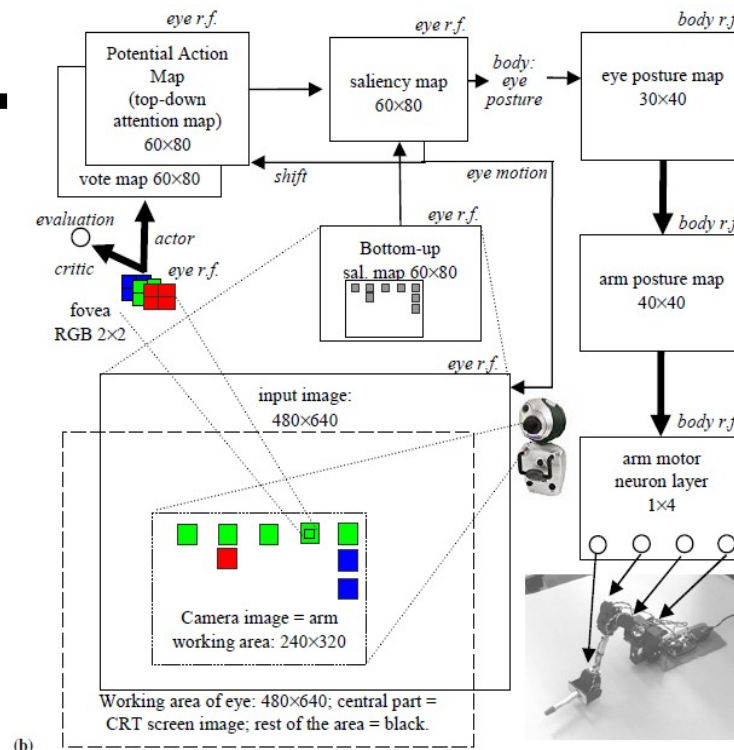 eye r.f.
Potential Action
Map
(top-down
attention map)
60×80
vote map 60×80
eye r.f.
saliency map
60×80
body:
eye
posture
body r.f
eye posture map
30×40
shift
eye motion
evaluation
critic
actor
eye r.f.
fovea
RGB 2×2
eye r.f.
Bottom-up
sal. map 60×80
body r.f
arm posture map
40×40
eye r.f.
input image:
480×640
body r.f
arm motor
neuron layer
1×4
Camera image = arm
working area: 240×320
Working area of eye: 480×640; central part =
CRT screen image; rest of the area = black.
(b)